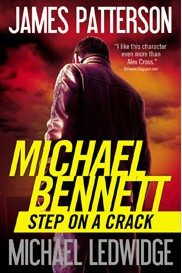 JAMES PATTERSON
"I like this character
even more than
Alex Cross."
MICHAEL
BENNETT
STEP ON A CRACK
MICHAEL LEDWIDGE